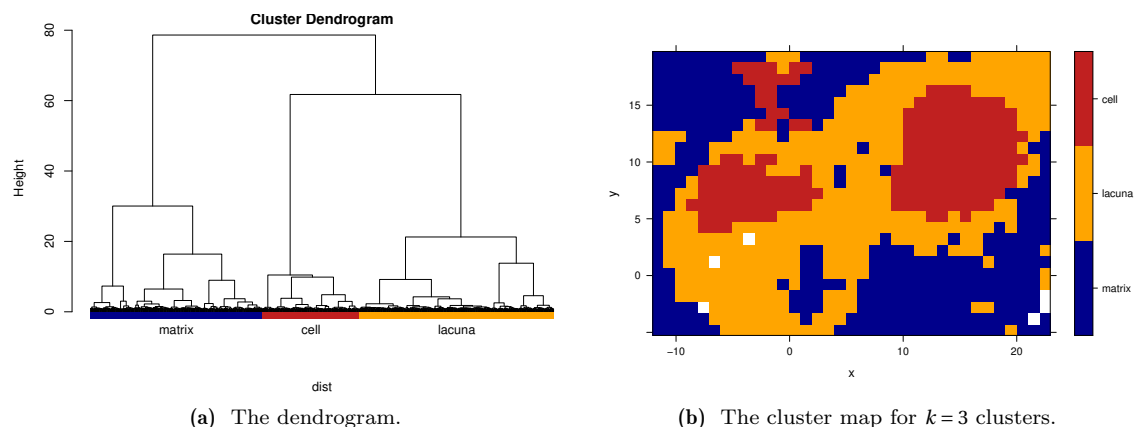 Cluster Dendrogram
80
60
40
20
0
Height
matrix cell lacuna
dist
(a) The dendrogram.
15
10
5
0
y
−10 0 10 20
x
cell
lacuna
matrix
(b) The cluster map for k = 3 clusters.